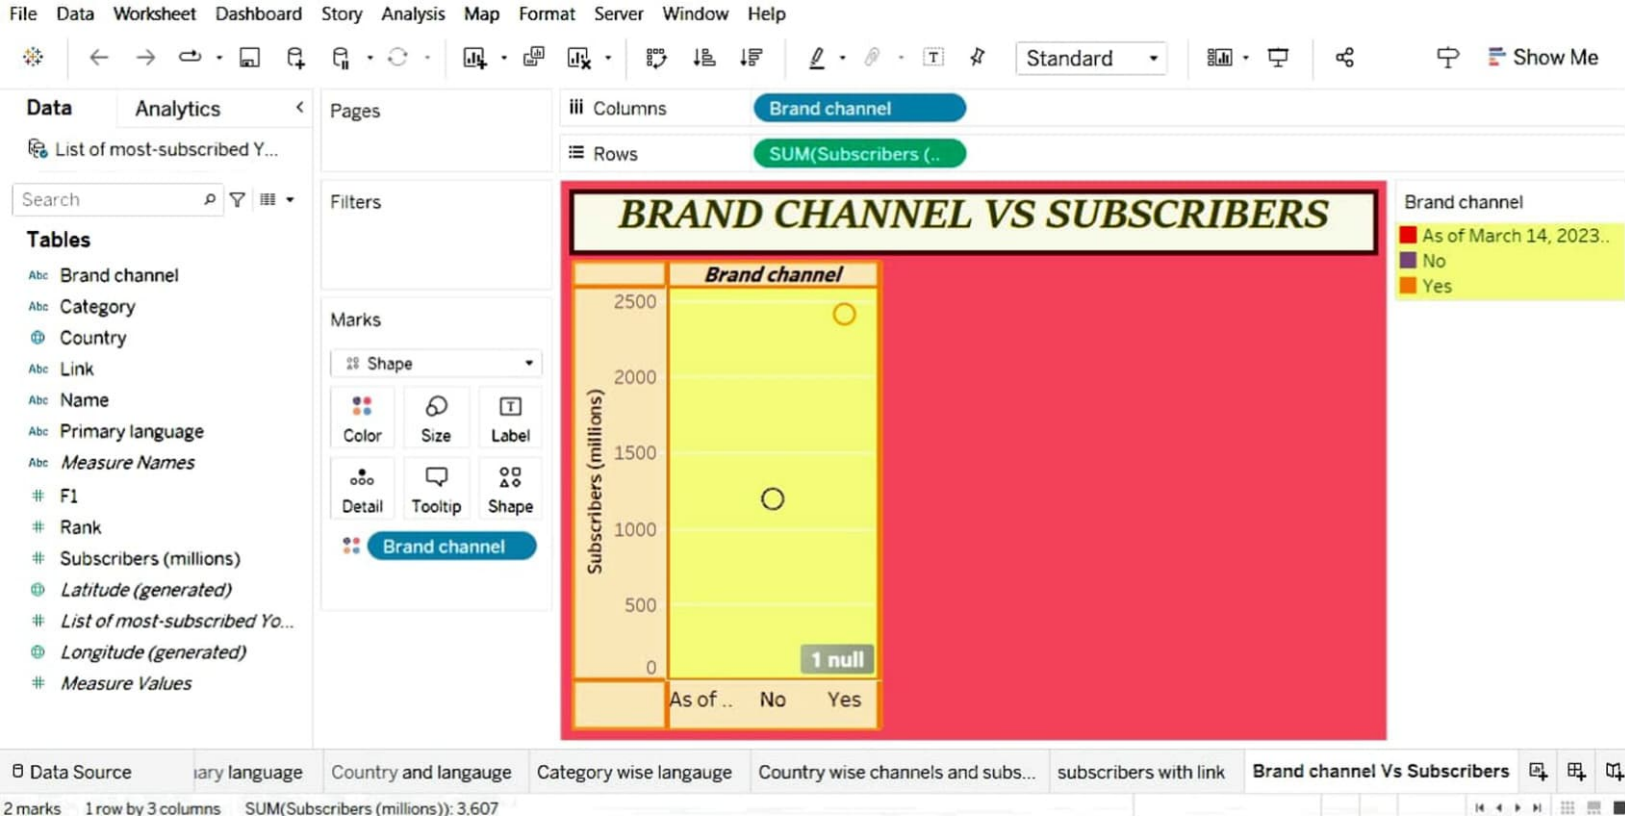 File Data Worksheet Dashboard Story Analysis Map Format Server Window Help
Standard
Show Me
Data Analytics
List of most-subscribed Y...
Search
Tables
Abc Brand channel
Abc Category
Country
Abc Link
Abc Name
Abc Primary language
Abc Measure Names
# F1
# Rank
# Subscribers (millions)
Latitude (generated)
# List of most-subscribed Yo...
Longitude (generated)
# Measure Values
Pages
Filters
Marks
Shape
Color Size Label
Detail Tooltip Shape
Brand channel
Columns Brand channel
Rows SUM(Subscribers (..
BRAND CHANNEL VS SUBSCRIBERS
Brand channel
Subscribers (millions)
2500
2000
1500
1000
500
0
1 null
As of .. No Yes
Brand channel
As of March 14, 2023..
No
Yes
Data Source
ary language
Country and langauge
Category wise langauge
Country wise channels and subs...
subscribers with link
Brand channel Vs Subscribers
2 marks 1 row by 3 columns SUM(Subscribers (millions)): 3,607